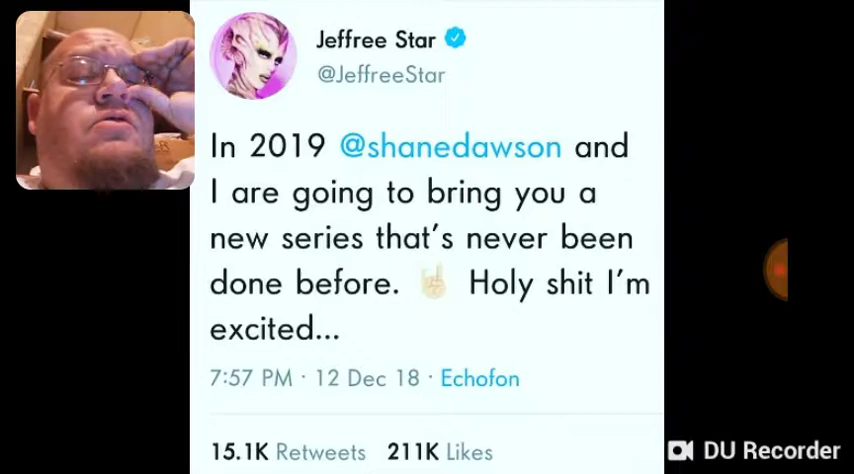 Jeffree Star
@JeffreeStar
In 2019 @shanedawson and
I are going to bring you a
new series that's never been
done before. 🤘🏻 Holy shit I'm
excited...
7:57 PM · 12 Dec 18 · Echofon
15.1K Retweets 211K Likes
DU Recorder